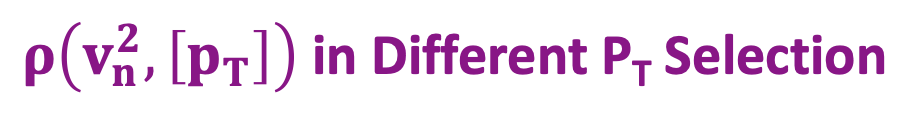 ρ(v_n^2, [p_T]) in Different P_T Selection